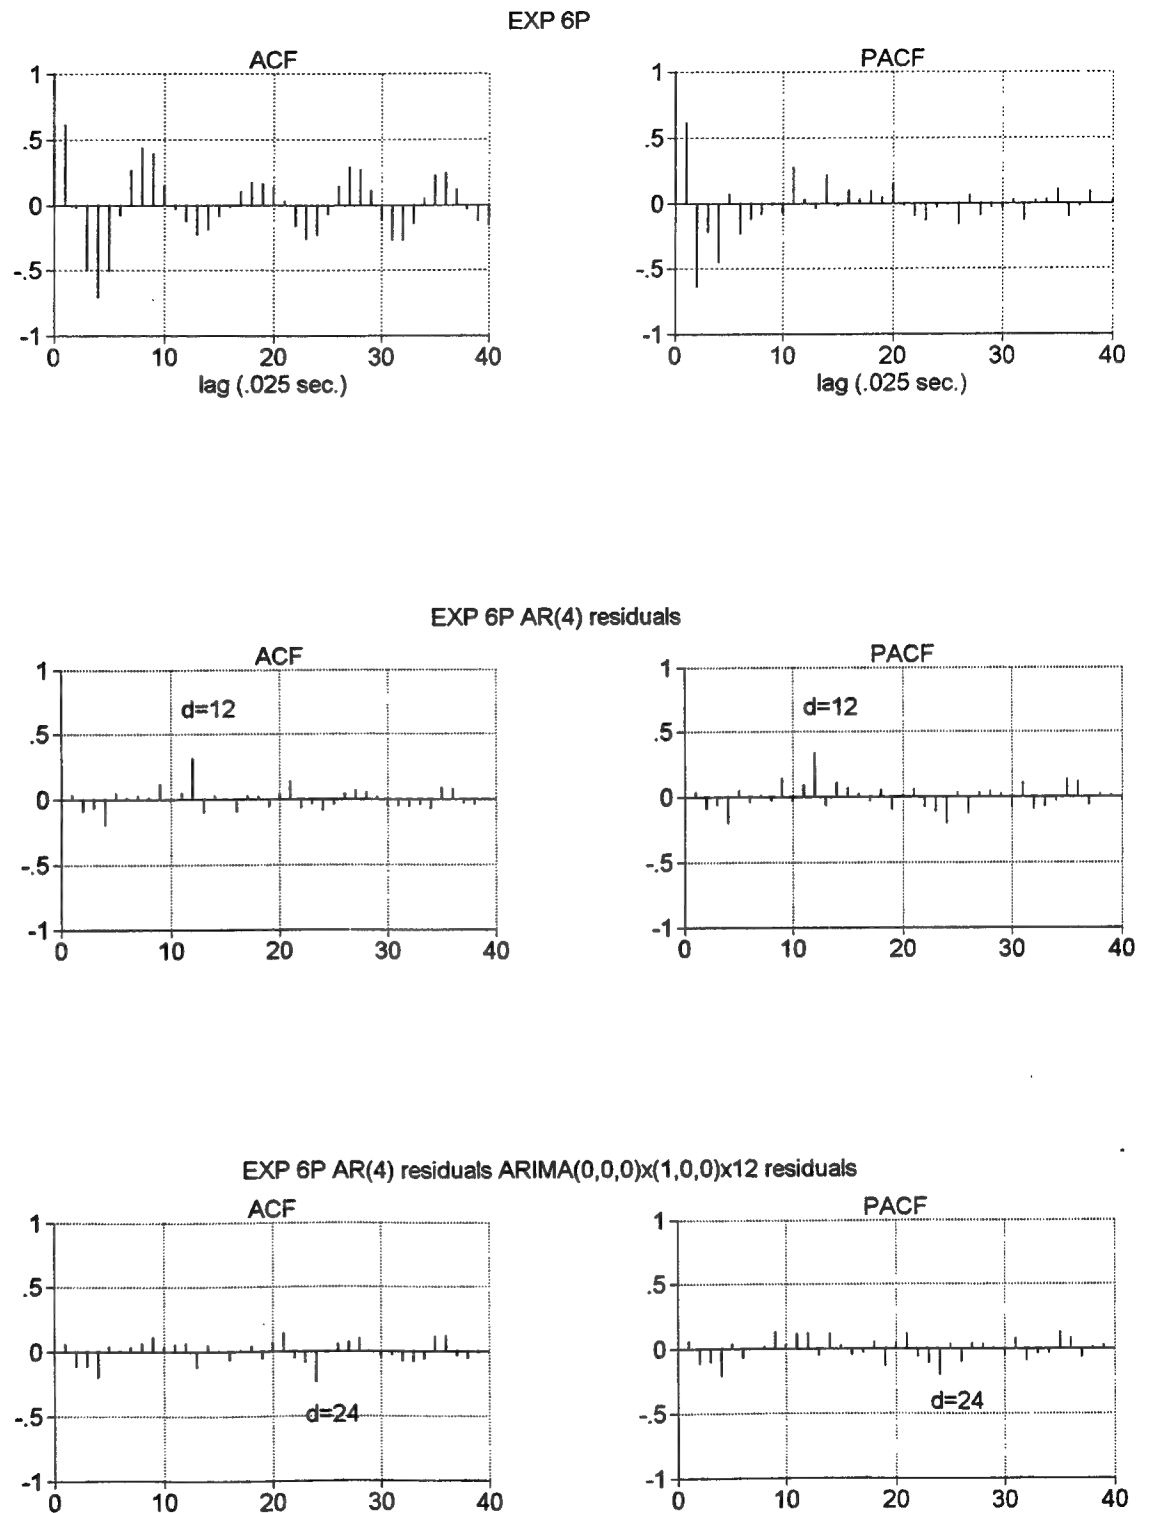 EXP 6P
ACF
PACF
1
.5
0
-.5
-1
0 10 20 30 40
lag (.025 sec.)
1
.5
0
-.5
-1
0 10 20 30 40
lag (.025 sec.)
EXP 6P AR(4) residuals
ACF
PACF
1
.5
0
-.5
-1
d=12
0 10 20 30 40
1
.5
0
-.5
-1
d=12
0 10 20 30 40
EXP 6P AR(4) residuals ARIMA(0,0,0)x(1,0,0)x12 residuals
ACF
PACF
1
.5
0
-.5
-1
d=24
0 10 20 30 40
1
.5
0
-.5
-1
d=24
0 10 20 30 40